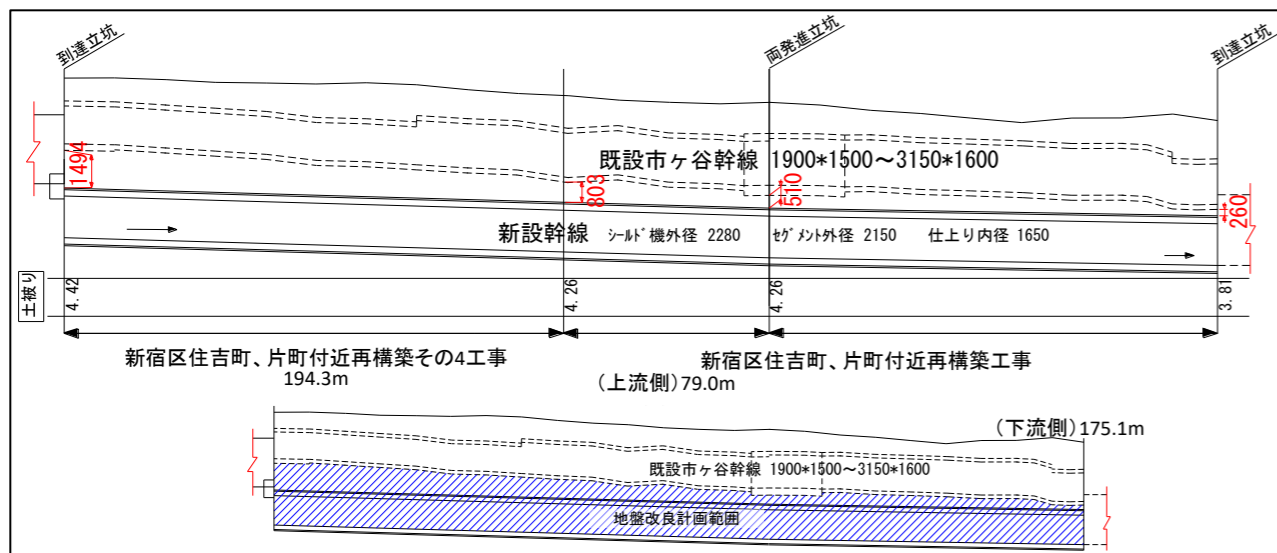 到達立坑
両発進立坑
到達立坑
既設市ヶ谷幹線 1900*1500～3150*1600
1494
803
510
260
新設幹線 シールド機外径 2280 セグメント外径 2150 仕上り内径 1650
土被り
4.42
4.26
4.26
3.81
新宿区住吉町、片町付近再構築その4工事
194.3m
新宿区住吉町、片町付近再構築工事
(上流側)79.0m
(下流側)175.1m
既設市ヶ谷幹線 1900*1500～3150*1600
地盤改良計画範囲